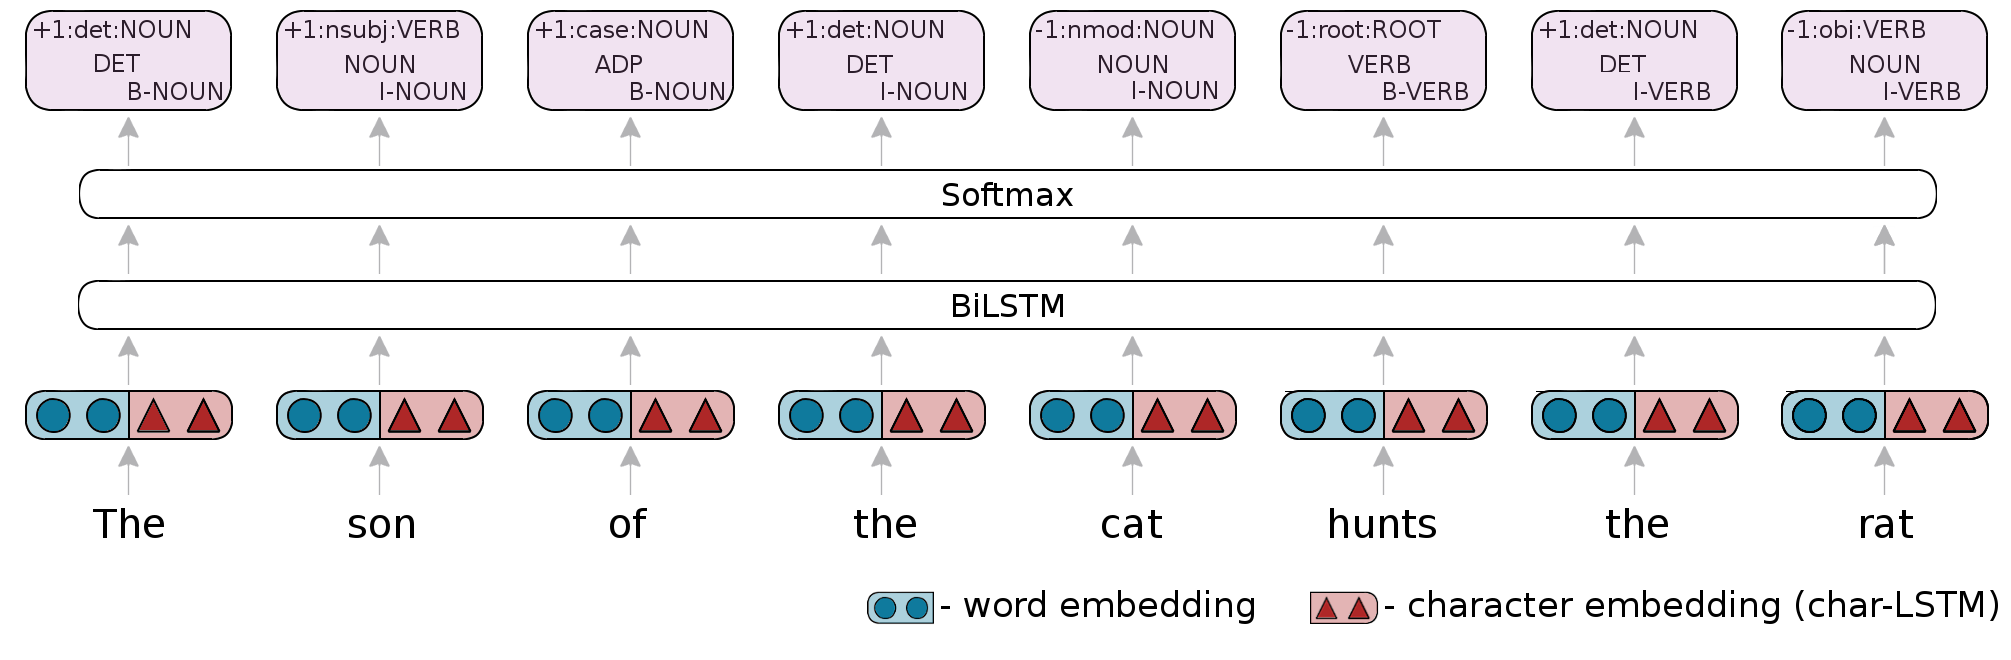 +1:det:NOUN +1:nsubj:VERB +1:case:NOUN +1:det:NOUN -1:nmod:NOUN -1:root:ROOT +1:det:NOUN -1:obj:VERB
DET NOUN ADP DET NOUN VERB DET NOUN
B-NOUN I-NOUN B-NOUN I-NOUN I-NOUN B-VERB I-VERB I-VERB
Softmax
BiLSTM
The son of the cat hunts the rat
- word embedding - character embedding (char-LSTM)